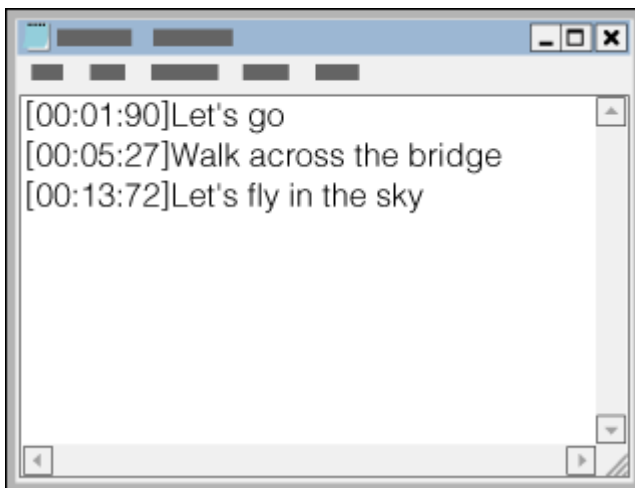 [00:01:90]Let's go
[00:05:27]Walk across the bridge
[00:13:72]Let's fly in the sky